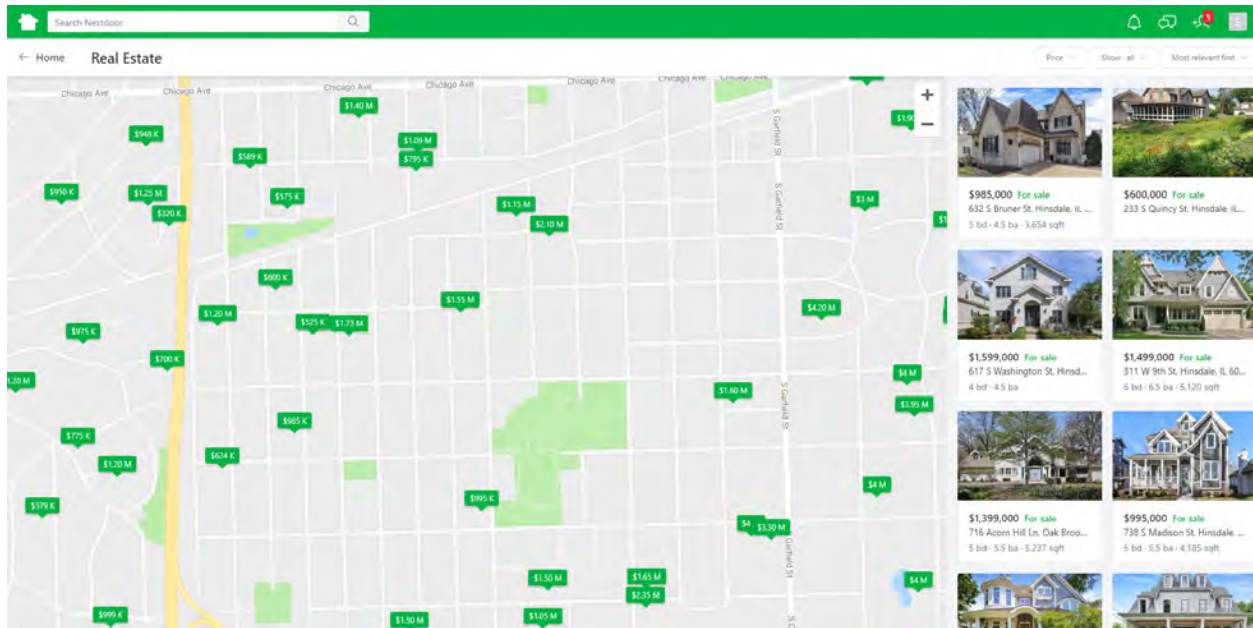 Search Nextdoor
5
← Home
Real Estate
Price
Show - all
Most relevant first
Chicago Ave
Chicago Ave
Chicago Ave
Chicago Ave
Chicago Ave
Chicago Ave
Chicago Ave
$1.40 M
+
−
$1.90
$948 K
$1.09 M
$589 K
$795 K
S Garfield St
$950 K
$1.25 M
$575 K
$320 K
$1.15 M
$3 M
$2.10 M
S Garfield St
$600 K
$1.55 M
$4.20 M
$1.20 M
$525 K
$1.73 M
$975 K
$700 K
1.20 M
$4 M
$1.60 M
S Garfield St
$3.95 M
$985 K
$775 K
$624 K
$1.20 M
$4 M
$995 K
$579 K
$4
$3.30 M
S Garfield St
$1.50 M
$1.65 M
$4 M
$2.35 M
$999 K
$1.50 M
$1.05 M
$985,000 For sale
632 S Bruner St, Hinsdale, IL ...
5 bd · 4.5 ba · 3,654 sqft
$600,000 For sale
233 S Quincy St, Hinsdale, IL...
$1,599,000 For sale
617 S Washington St, Hinsd...
4 bd · 4.5 ba
$1,499,000 For sale
311 W 9th St, Hinsdale, IL 60...
6 bd · 6.5 ba · 5,120 sqft
$1,399,000 For sale
716 Acorn Hill Ln, Oak Broo...
5 bd · 5.5 ba · 5,237 sqft
$995,000 For sale
738 S Madison St, Hinsdale, ...
5 bd · 5.5 ba · 4,185 sqft